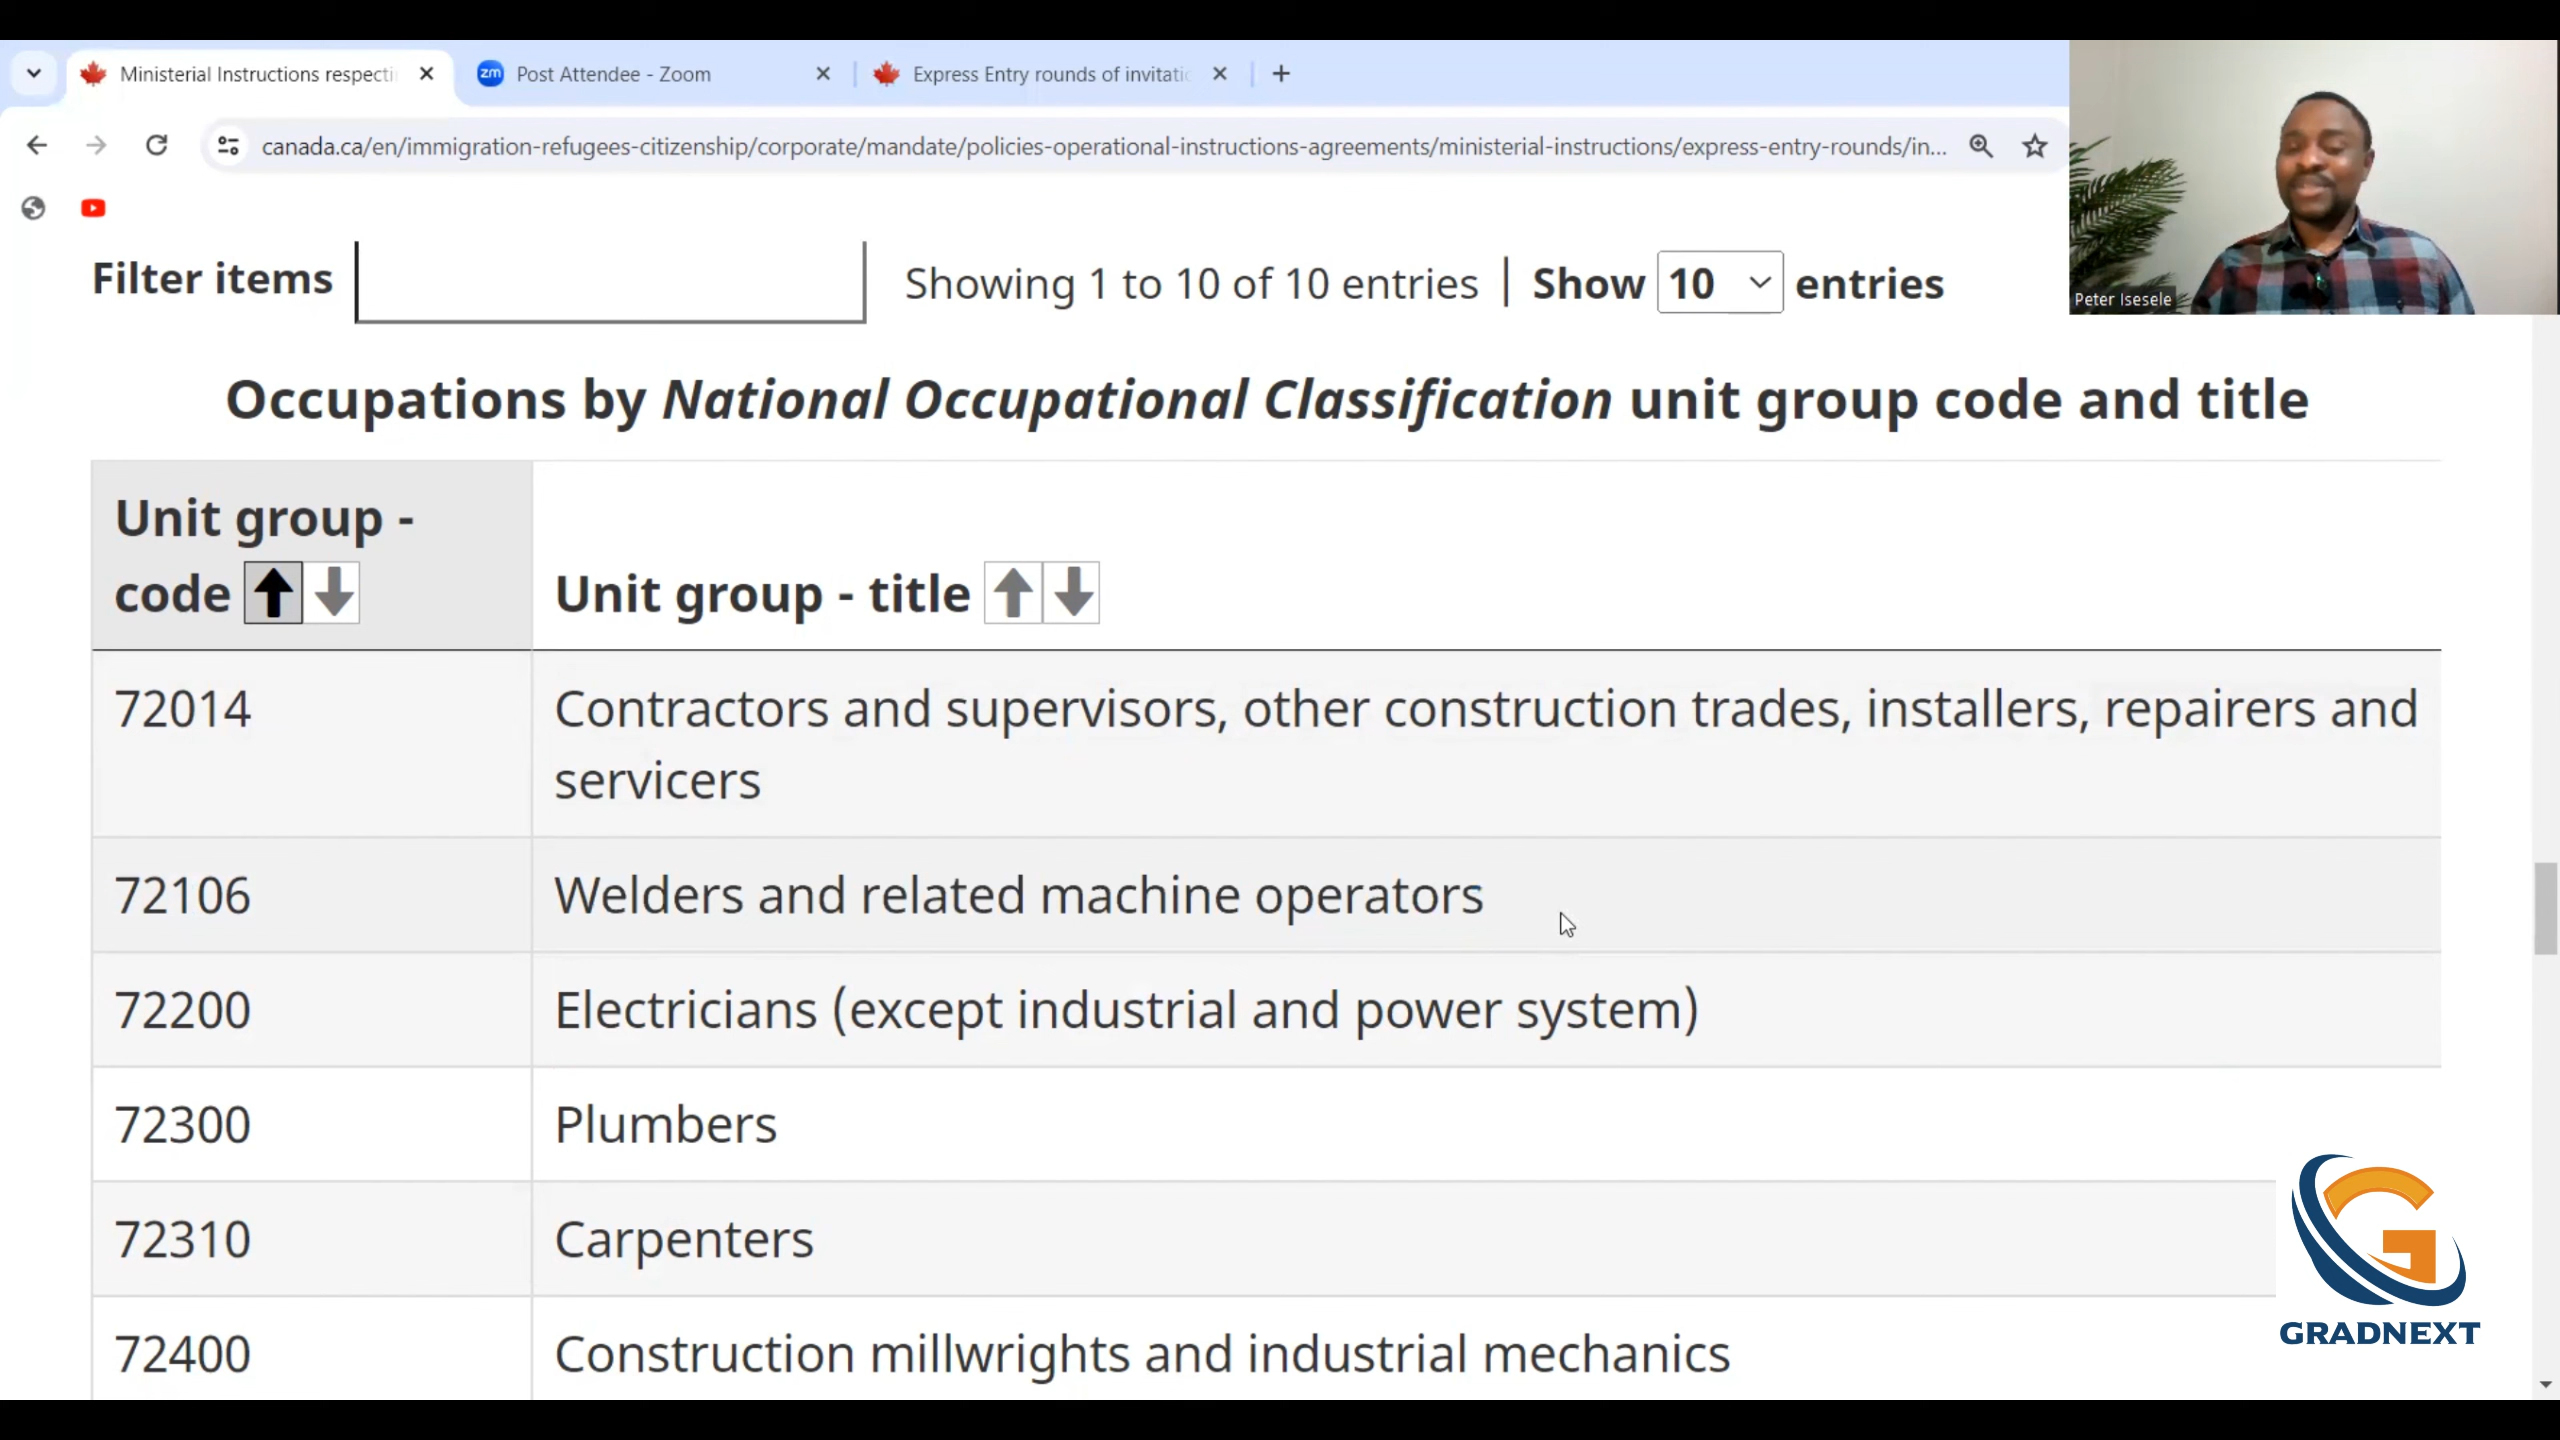 Ministerial Instructions respecti
zm Post Attendee - Zoom
Express Entry rounds of invitatio
canada.ca/en/immigration-refugees-citizenship/corporate/mandate/policies-operational-instructions-agreements/ministerial-instructions/express-entry-rounds/in...
Peter Isesele
Filter items
Showing 1 to 10 of 10 entries | Show 10 entries
Occupations by National Occupational Classification unit group code and title
Unit group -
code
Unit group - title
72014
Contractors and supervisors, other construction trades, installers, repairers and
servicers
72106 Welders and related machine operators
72200 Electricians (except industrial and power system)
72300 Plumbers
72310 Carpenters
72400 Construction millwrights and industrial mechanics
GRADNEXT